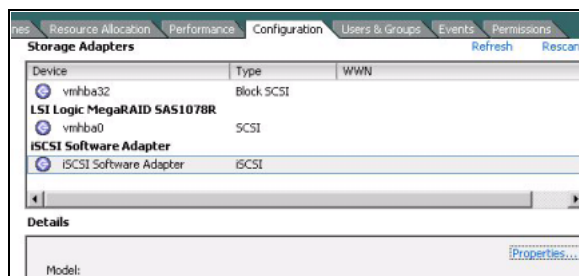 nes Resource Allocation Performance Configuration Users & Groups Events Permissions
Storage Adapters Refresh Rescan
Device Type WWN
vmhba32 Block SCSI
LSI Logic MegaRAID SAS1078R
vmhba0 SCSI
iSCSI Software Adapter
iSCSI Software Adapter iSCSI
Details
Properties...
Model: